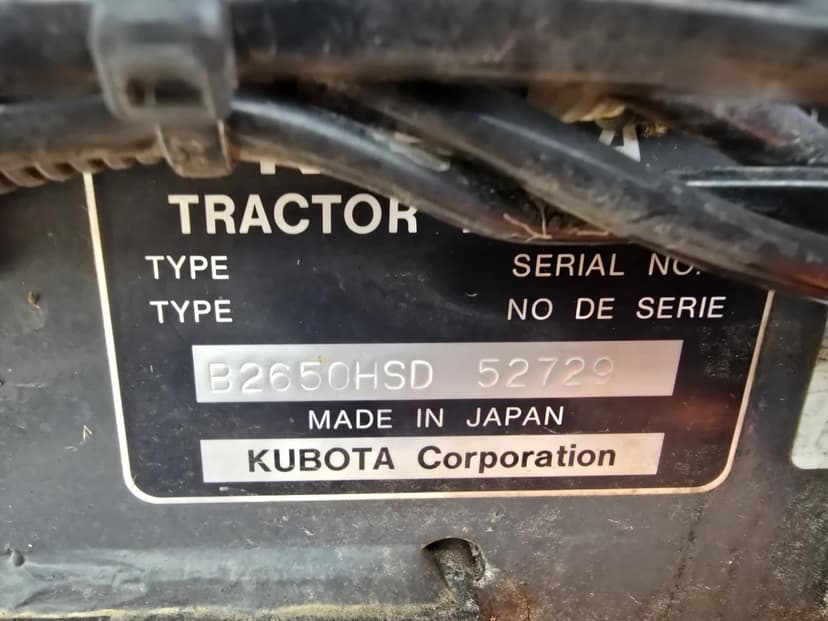 TRACTOR
TYPE SERIAL NO.
TYPE NO DE SERIE
B2650HSD 52729
MADE IN JAPAN
KUBOTA Corporation